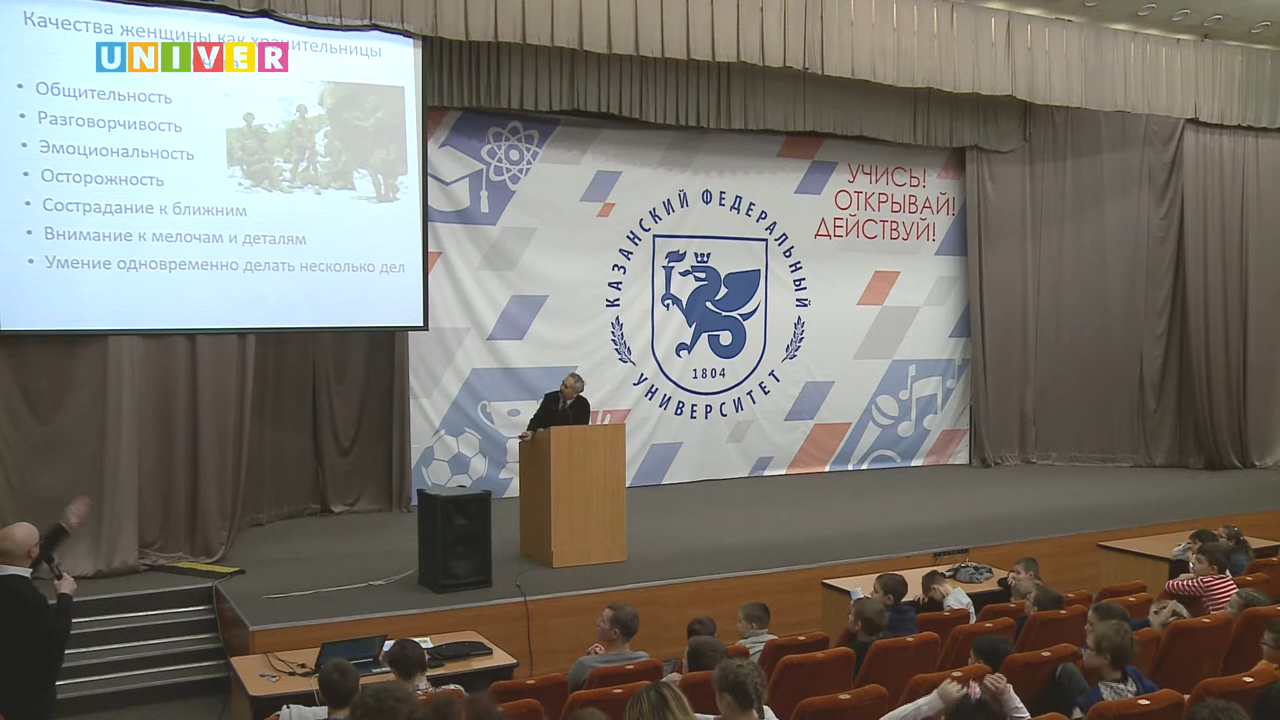 Качества женщины как хранительницы
UNIVER
Общительность
Разговорчивость
Эмоциональность
Осторожность
Сострадание к ближним
Внимание к мелочам и деталям
Умение одновременно делать несколько дел
УЧИСЬ!
ОТКРЫВАЙ!
ДЕЙСТВУЙ!
КАЗАНСКИЙ ФЕДЕРАЛЬНЫЙ
1804
УНИВЕРСИТЕТ